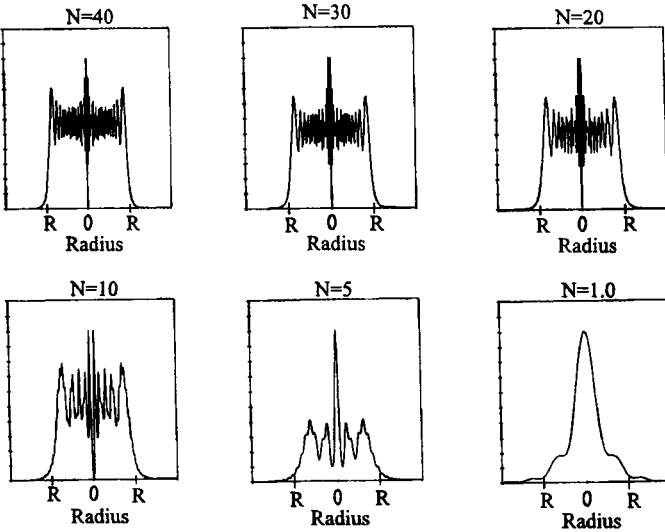 N=40 N=30 N=20
R 0 R R 0 R R 0 R
Radius Radius Radius
N=10 N=5 N=1.0
R 0 R R 0 R R 0 R
Radius Radius Radius